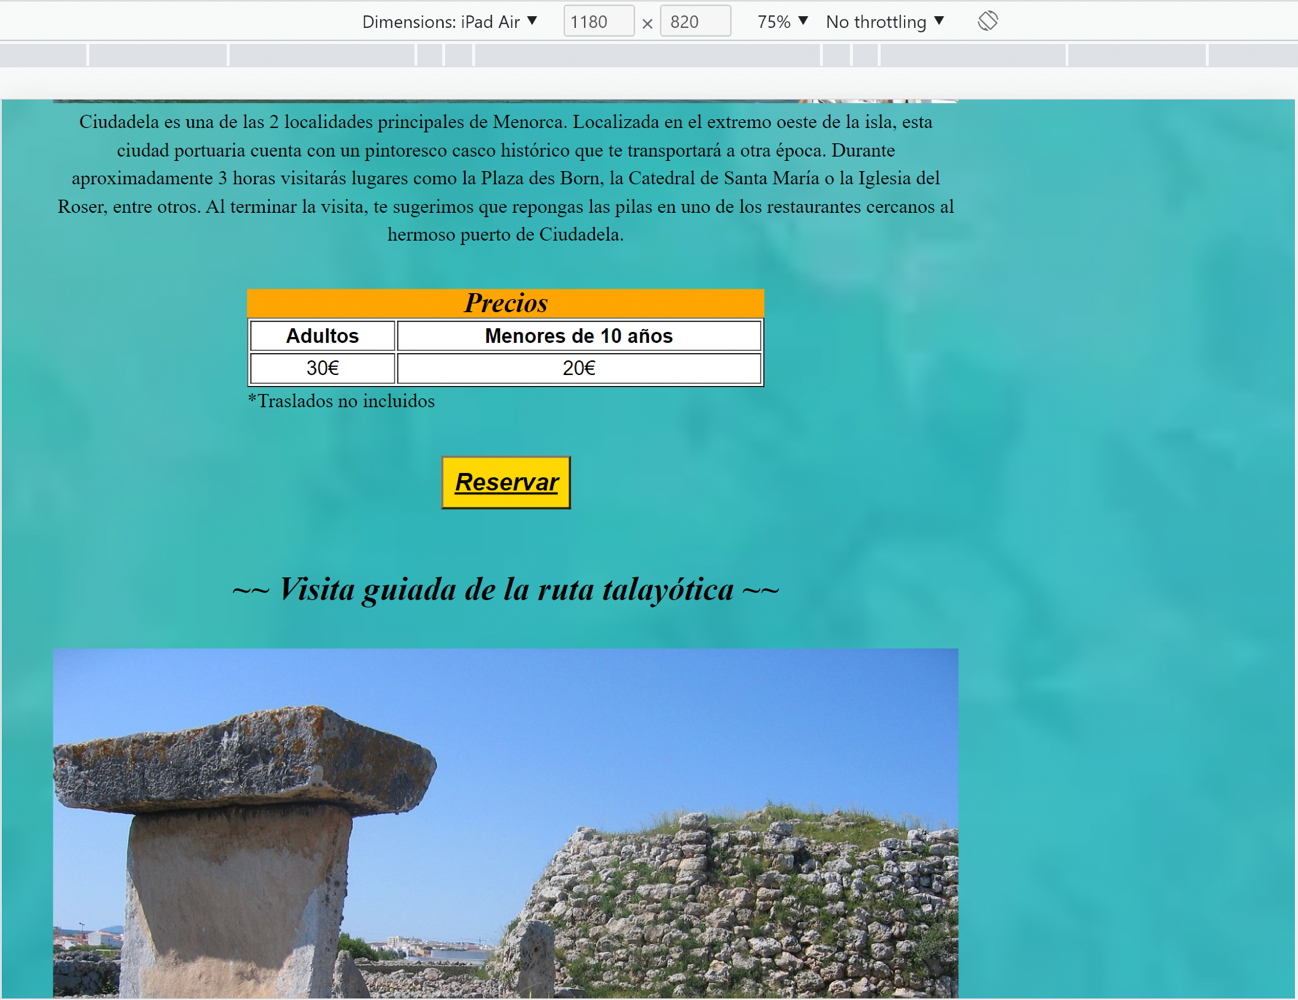 Dimensions: iPad Air ▼ 1180 × 820 75% ▼ No throttling ▼
Ciudadela es una de las 2 localidades principales de Menorca. Localizada en el extremo oeste de la isla, esta
ciudad portuaria cuenta con un pintoresco casco histórico que te transportará a otra época. Durante
aproximadamente 3 horas visitarás lugares como la Plaza des Born, la Catedral de Santa María o la Iglesia del
Roser, entre otros. Al terminar la visita, te sugerimos que repongas las pilas en uno de los restaurantes cercanos al
hermoso puerto de Ciudadela.
Precios
Adultos Menores de 10 años
30€ 20€
*Traslados no incluidos
Reservar
~~ Visita guiada de la ruta talayótica ~~